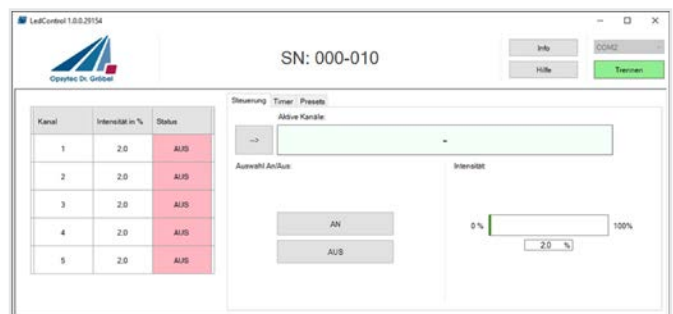 LedControl 1.0.0.29154
Opsytec Dr. Gröbel
SN: 000-010
Info
COM2
Hilfe
Trennen
Steuerung Timer Presets
Aktive Kanäle:
--> -
Kanal Intensität in % Status
1 2.0 AUS
2 2.0 AUS
3 2.0 AUS
4 2.0 AUS
5 2.0 AUS
Auswahl An/Aus:
AN
AUS
Intensität:
0 % 100%
2.0 %